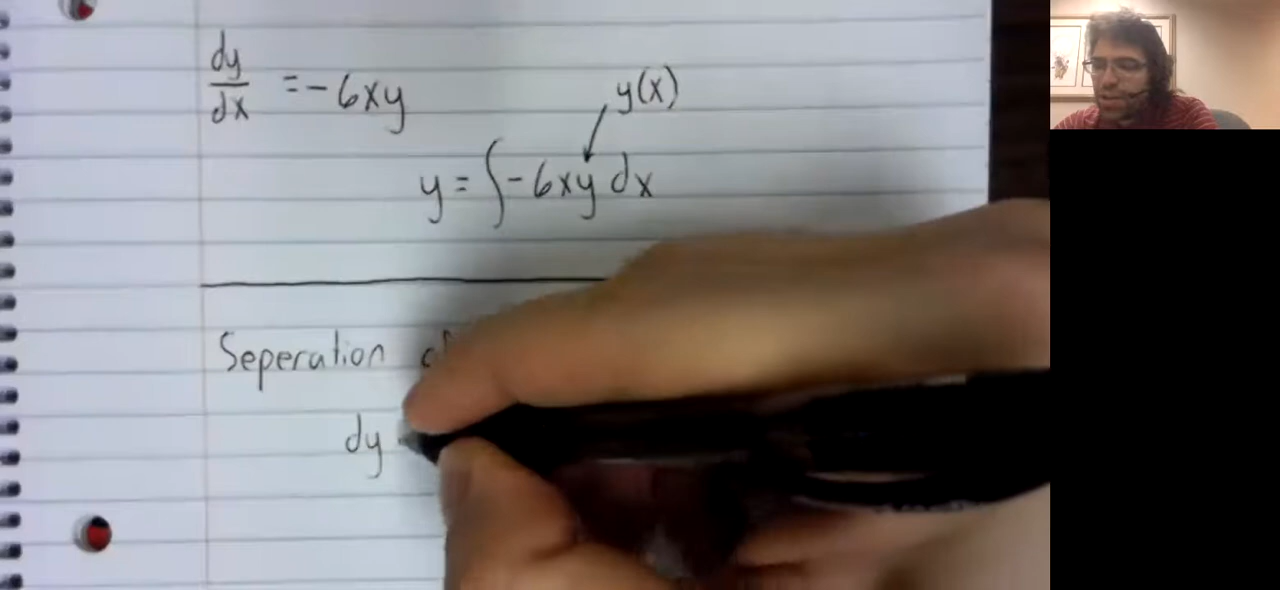 dy/dx = -6xy
y(x)
y = ∫-6xy dx
Seperation
dy